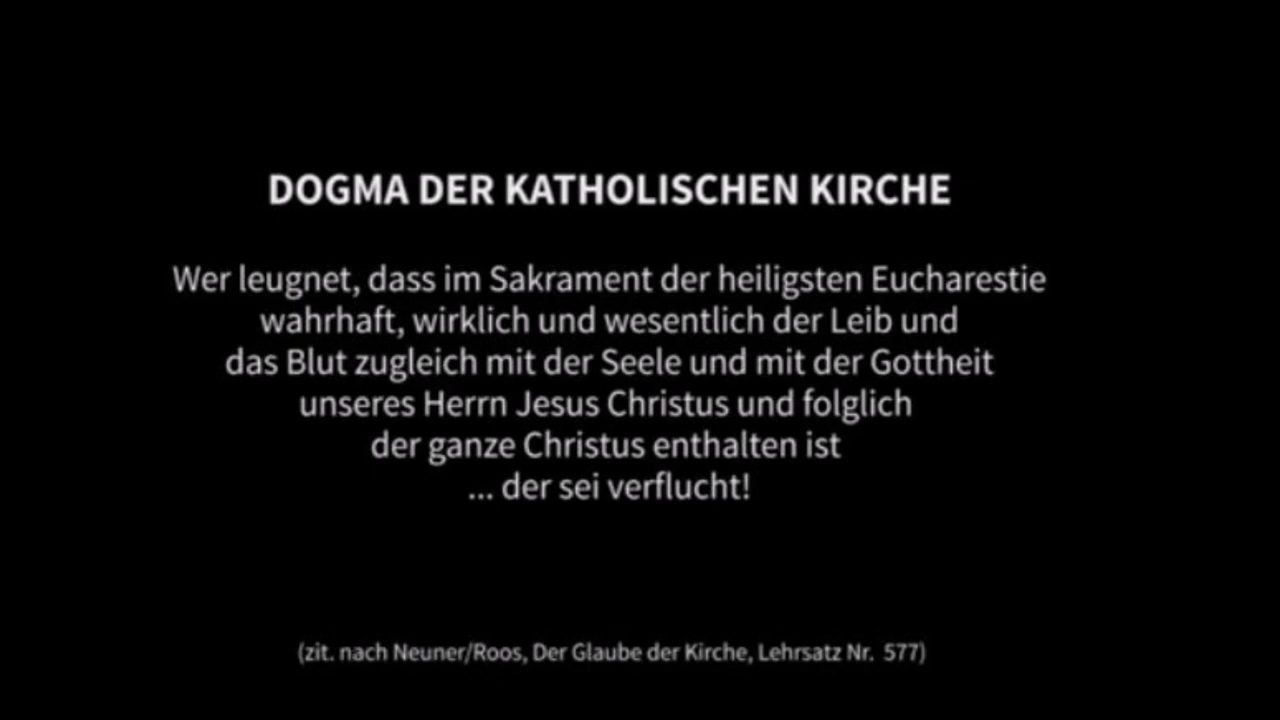 DOGMA DER KATHOLISCHEN KIRCHE
Wer leugnet, dass im Sakrament der heiligsten Eucharestie
wahrhaft, wirklich und wesentlich der Leib und
das Blut zugleich mit der Seele und mit der Gottheit
unseres Herrn Jesus Christus und folglich
der ganze Christus enthalten ist
... der sei verflucht!
(zit. nach Neuner/Roos, Der Glaube der Kirche, Lehrsatz Nr. 577)